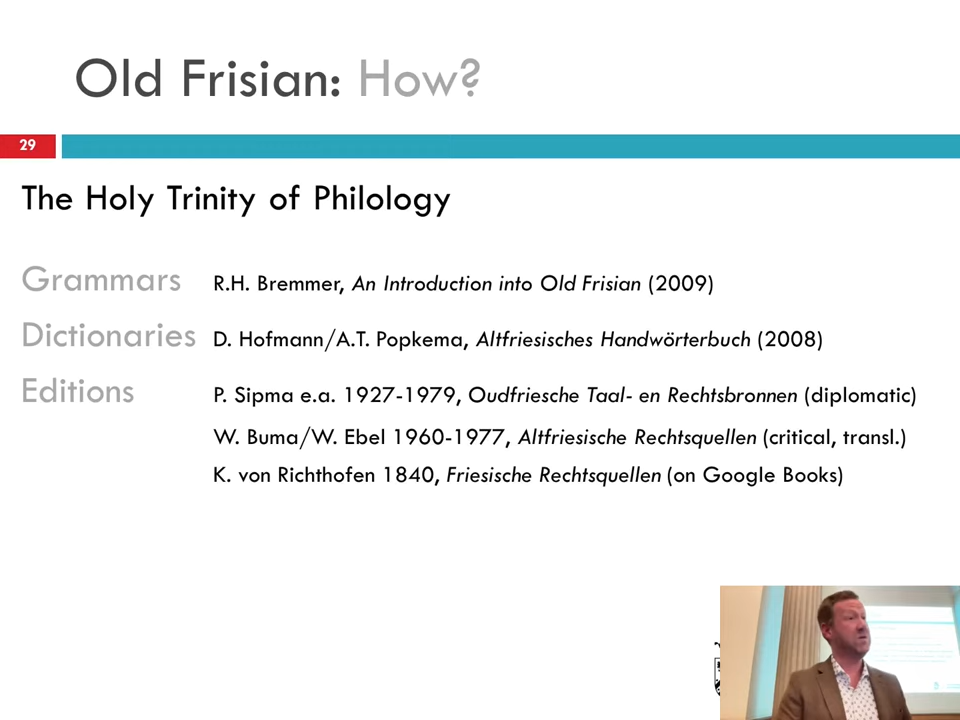 Old Frisian: How?
29
The Holy Trinity of Philology
Grammars R.H. Bremmer, An Introduction into Old Frisian (2009)
Dictionaries D. Hofmann/A.T. Popkema, Altfriesisches Handwörterbuch (2008)
Editions P. Sipma e.a. 1927-1979, Oudfriesche Taal- en Rechtsbronnen (diplomatic)
W. Buma/W. Ebel 1960-1977, Altfriesische Rechtsquellen (critical, transl.)
K. von Richthofen 1840, Friesische Rechtsquellen (on Google Books)